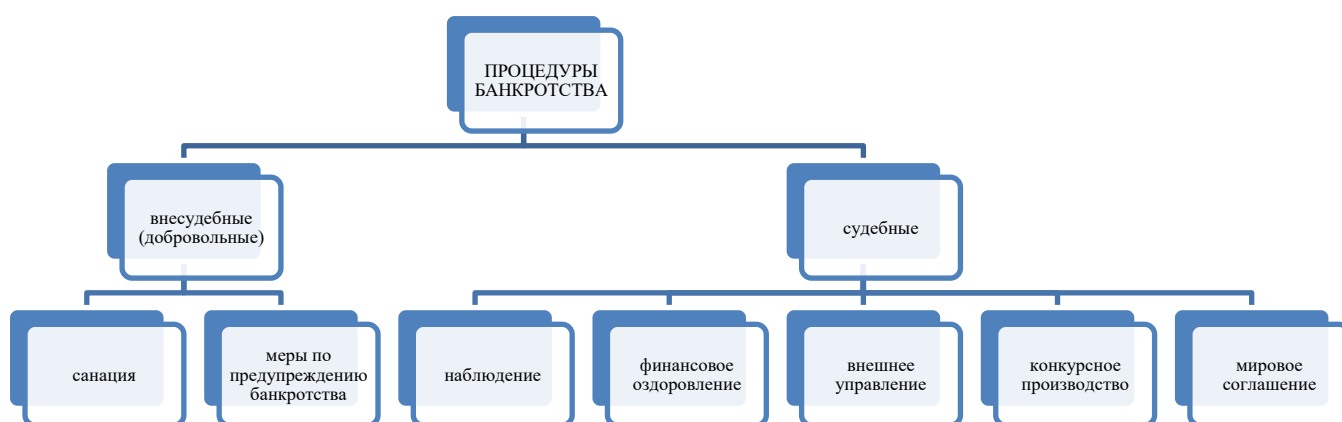 ПРОЦЕДУРЫ
БАНКРОТСТВА
внесудебные
(добровольные)
судебные
санация
меры по
предупреждению
банкротства
наблюдение
финансовое
оздоровление
внешнее
управление
конкурсное
производство
мировое
соглашение